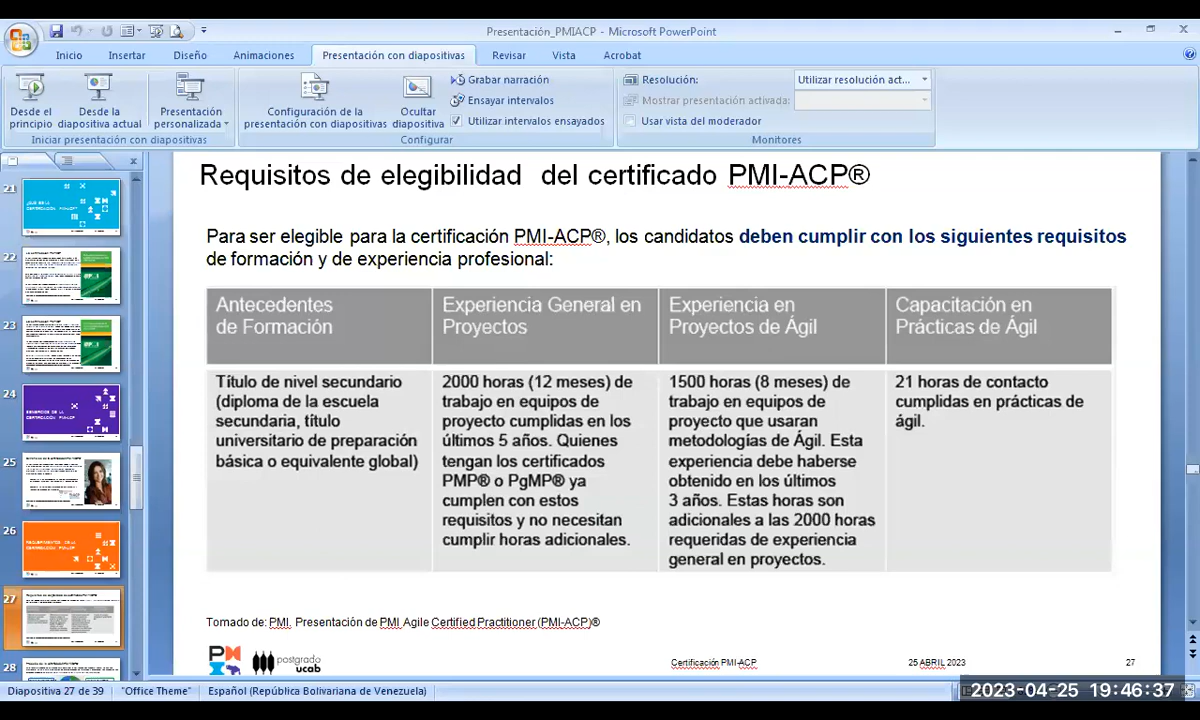 Presentación_PMIACP - Microsoft PowerPoint
Inicio Insertar Diseño Animaciones Presentación con diapositivas Revisar Vista Acrobat
Desde el principio
Desde la diapositiva actual
Presentación personalizada
Iniciar presentación con diapositivas
Configuración de la presentación con diapositivas
Ocultar diapositiva
Grabar narración
Ensayar intervalos
Utilizar intervalos ensayados
Configurar
Resolución: Utilizar resolución act...
Mostrar presentación activada:
Usar vista del moderador
Monitores
21
22
23
24
25
26
27
28
Requisitos de elegibilidad del certificado PMI-ACP®
Para ser elegible para la certificación PMI-ACP®, los candidatos deben cumplir con los siguientes requisitos
de formación y de experiencia profesional:
Antecedentes
de Formación
Experiencia General en
Proyectos
Experiencia en
Proyectos de Ágil
Capacitación en
Prácticas de Ágil
Título de nivel secundario
(diploma de la escuela
secundaria, título
universitario de preparación
básica o equivalente global)
2000 horas (12 meses) de
trabajo en equipos de
proyecto cumplidas en los
últimos 5 años. Quienes
tengan los certificados
PMP® o PgMP® ya
cumplen con estos
requisitos y no necesitan
cumplir horas adicionales.
1500 horas (8 meses) de
trabajo en equipos de
proyecto que usaran
metodologías de Ágil. Esta
experiencia debe haberse
obtenido en los últimos
3 años. Estas horas son
adicionales a las 2000 horas
requeridas de experiencia
general en proyectos.
21 horas de contacto
cumplidas en prácticas de
ágil.
Tomado de: PMI. Presentación de PMI Agile Certified Practitioner (PMI-ACP)®
PM
postgrado
ucab
Certificación PMI-ACP
25 ABRIL 2023
27
Diapositiva 27 de 39 "Office Theme" Español (República Bolivariana de Venezuela)
2023-04-25 19:46:37